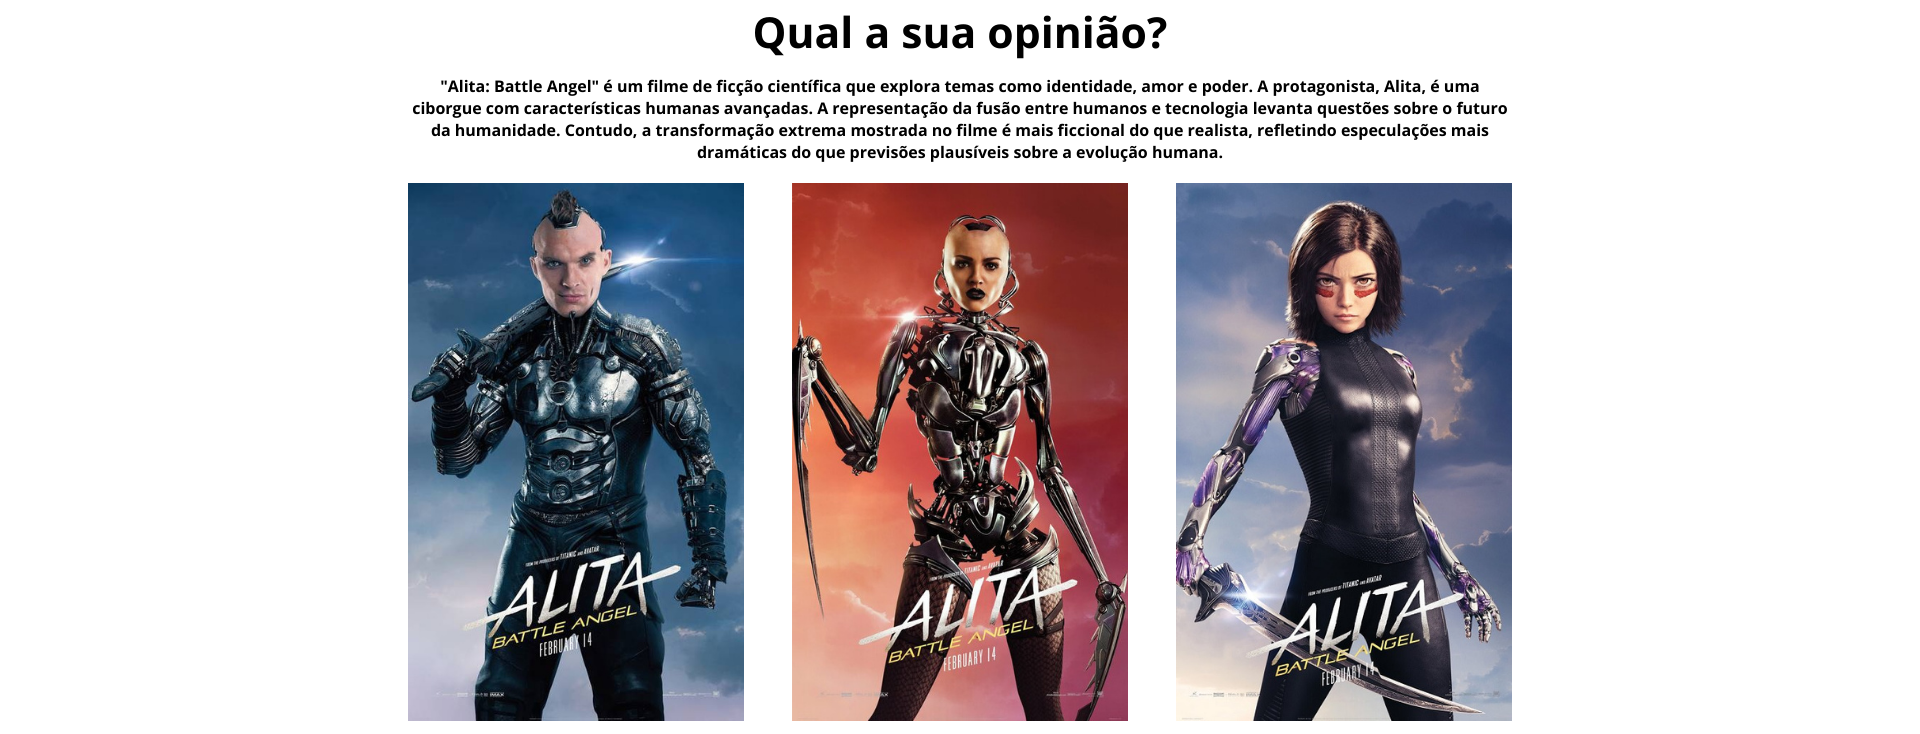 Qual a sua opinião?
"Alita: Battle Angel" é um filme de ficção científica que explora temas como identidade, amor e poder. A protagonista, Alita, é uma
ciborgue com características humanas avançadas. A representação da fusão entre humanos e tecnologia levanta questões sobre o futuro
da humanidade. Contudo, a transformação extrema mostrada no filme é mais ficcional do que realista, refletindo especulações mais
dramáticas do que previsões plausíveis sobre a evolução humana.
FROM THE PRODUCERS OF TITANIC AND AVATAR
ALITA
BATTLE ANGEL
FEBRUARY 14
IMAX
FROM THE PRODUCERS OF TITANIC AND AVATAR
ALITA
BATTLE ANGEL
FEBRUARY 14
FROM THE PRODUCERS OF TITANIC AND AVATAR
ALITA
BATTLE ANGEL
FEBRUARY 14